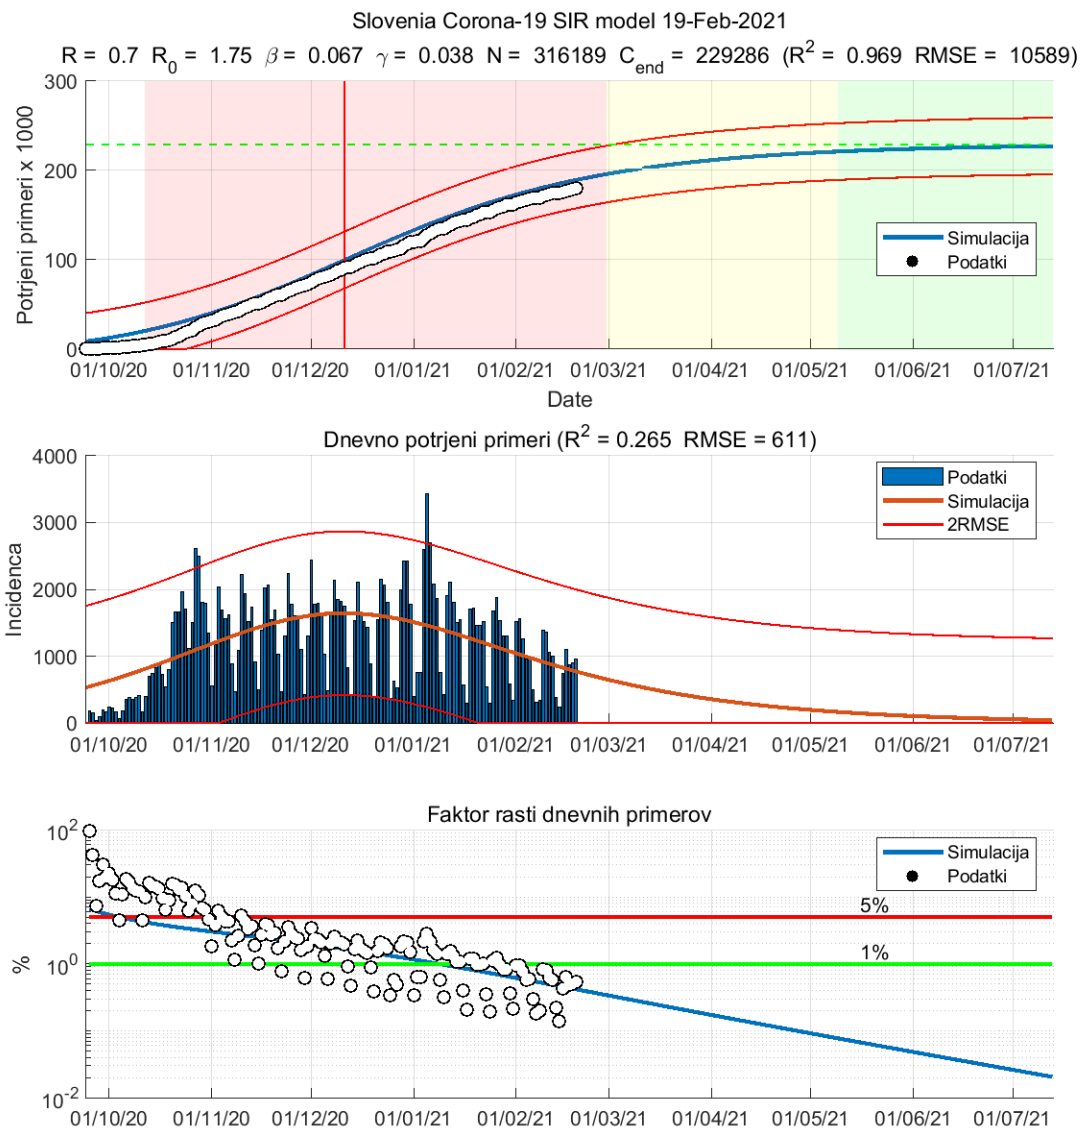 Slovenia Corona-19 SIR model 19-Feb-2021
R = 0.7 R0 = 1.75 β = 0.067 γ = 0.038 N = 316189 Cend = 229286 (R2 = 0.969 RMSE = 10589)
300
200
100
0
Potrjeni primeri x 1000
Simulacija
Podatki
01/10/20 01/11/20 01/12/20 01/01/21 01/02/21 01/03/21 01/04/21 01/05/21 01/06/21 01/07/21
Date
Dnevno potrjeni primeri (R2 = 0.265 RMSE = 611)
4000
3000
2000
1000
0
Incidenca
Podatki
Simulacija
2RMSE
01/10/20 01/11/20 01/12/20 01/01/21 01/02/21 01/03/21 01/04/21 01/05/21 01/06/21 01/07/21
Faktor rasti dnevnih primerov
10^2
10^0
10^-2
%
Simulacija
Podatki
5%
1%
01/10/20 01/11/20 01/12/20 01/01/21 01/02/21 01/03/21 01/04/21 01/05/21 01/06/21 01/07/21